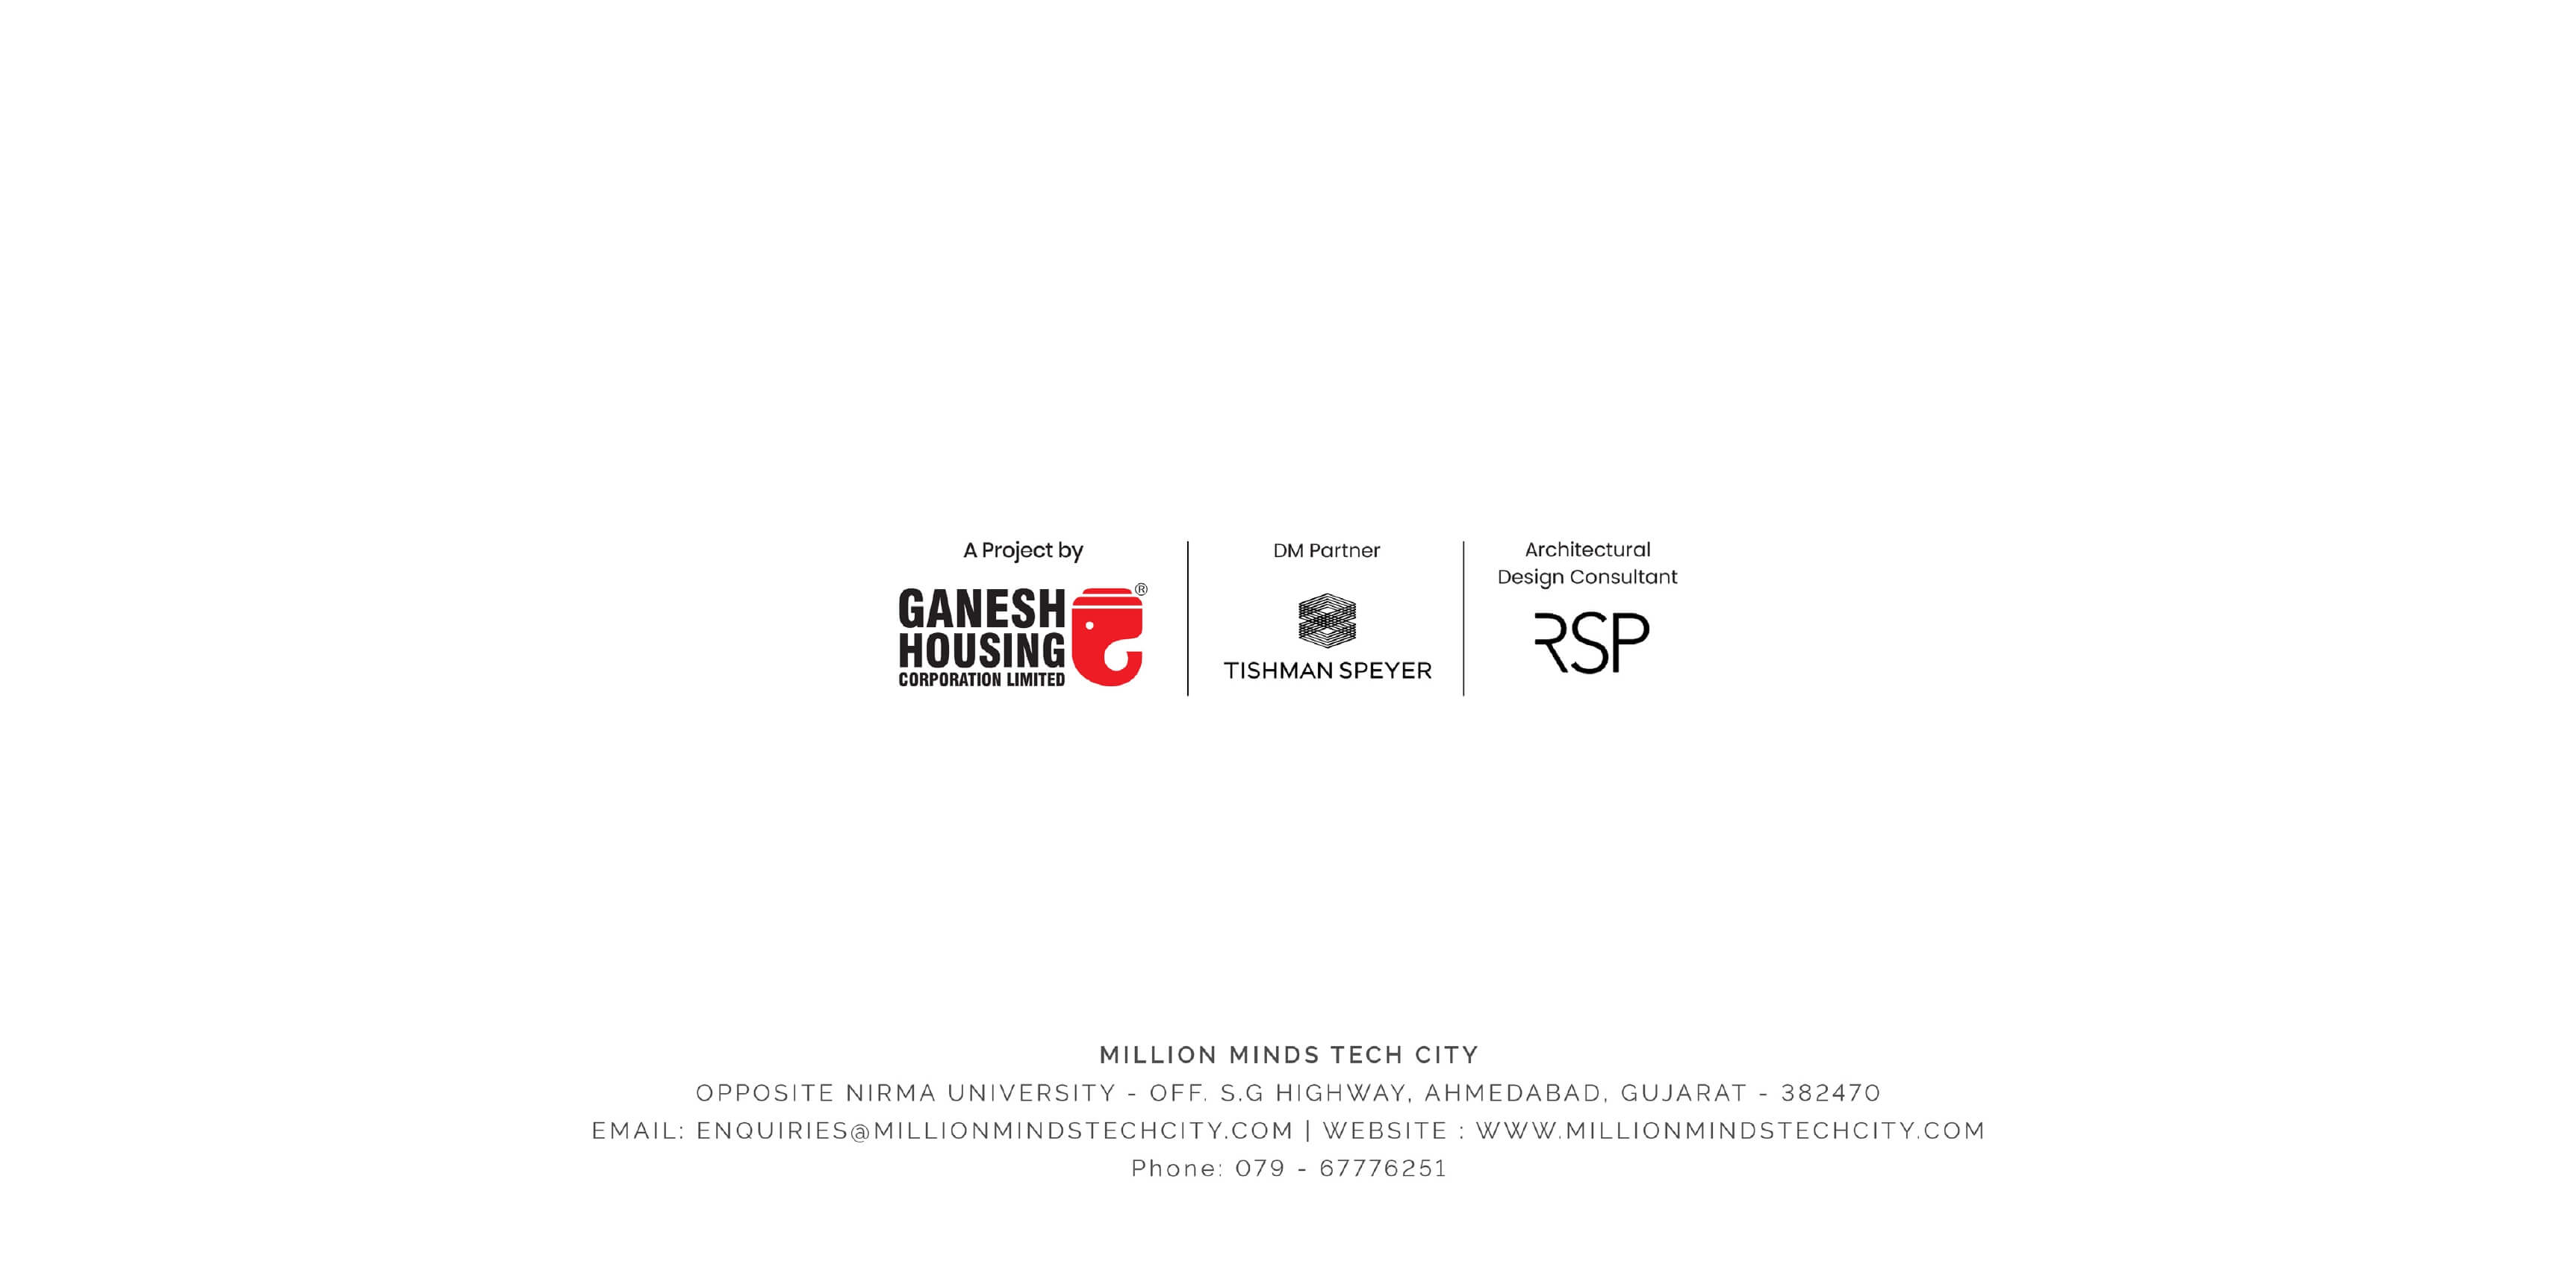 A Project by
GANESH
HOUSING
CORPORATION LIMITED
®
DM Partner
TISHMAN SPEYER
Architectural
Design Consultant
RSP
MILLION MINDS TECH CITY
OPPOSITE NIRMA UNIVERSITY - OFF. S.G HIGHWAY, AHMEDABAD, GUJARAT - 382470
EMAIL: ENQUIRIES@MILLIONMINDSTECHCITY.COM | WEBSITE : WWW.MILLIONMINDSTECHCITY.COM
Phone: 079 - 67776251